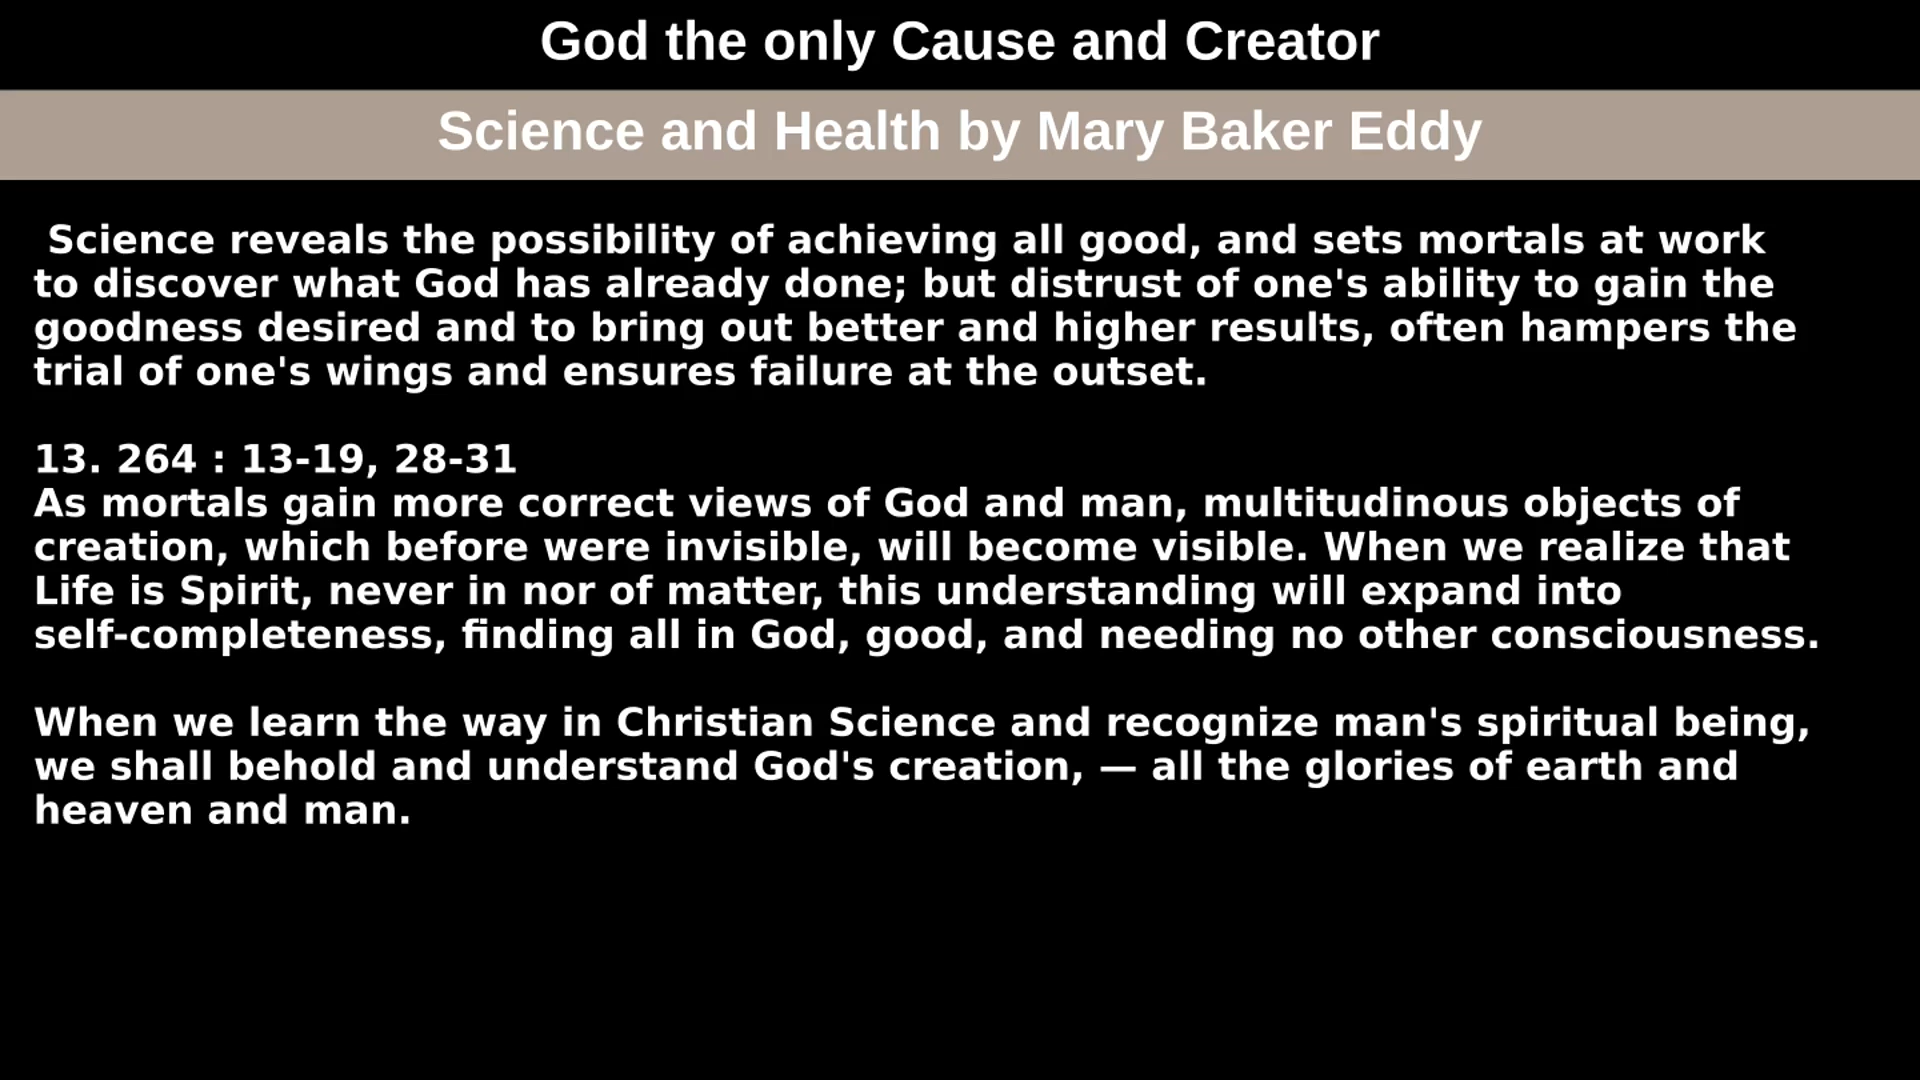 God the only Cause and Creator
Science and Health by Mary Baker Eddy
Science reveals the possibility of achieving all good, and sets mortals at work
to discover what God has already done; but distrust of one's ability to gain the
goodness desired and to bring out better and higher results, often hampers the
trial of one's wings and ensures failure at the outset.
13. 264 : 13-19, 28-31
As mortals gain more correct views of God and man, multitudinous objects of
creation, which before were invisible, will become visible. When we realize that
Life is Spirit, never in nor of matter, this understanding will expand into
self-completeness, finding all in God, good, and needing no other consciousness.
When we learn the way in Christian Science and recognize man's spiritual being,
we shall behold and understand God's creation, — all the glories of earth and
heaven and man.